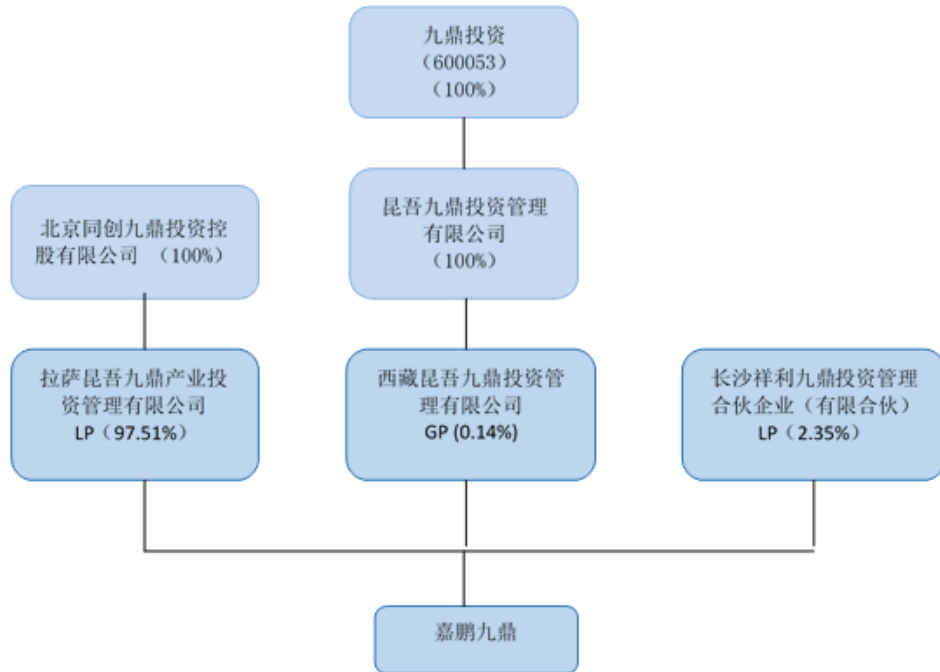 九鼎投资
（600053）
（100%）
昆吾九鼎投资管理
有限公司
（100%）
北京同创九鼎投资控
股有限公司 （100%）
拉萨昆吾九鼎产业投
资管理有限公司
LP（97.51%）
西藏昆吾九鼎投资管
理有限公司
GP (0.14%)
长沙祥利九鼎投资管理
合伙企业（有限合伙）
LP（2.35%）
嘉鹏九鼎